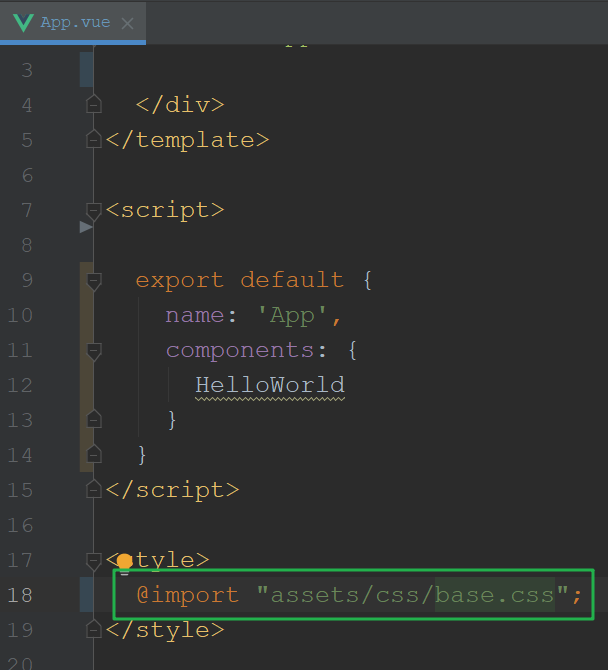 App.vue
3
4 </div>
5 </template>
6
7 <script>
8
9 export default {
10 name: 'App',
11 components: {
12 HelloWorld
13 }
14 }
15 </script>
16
17 <style>
18 @import "assets/css/base.css";
19 </style>
20